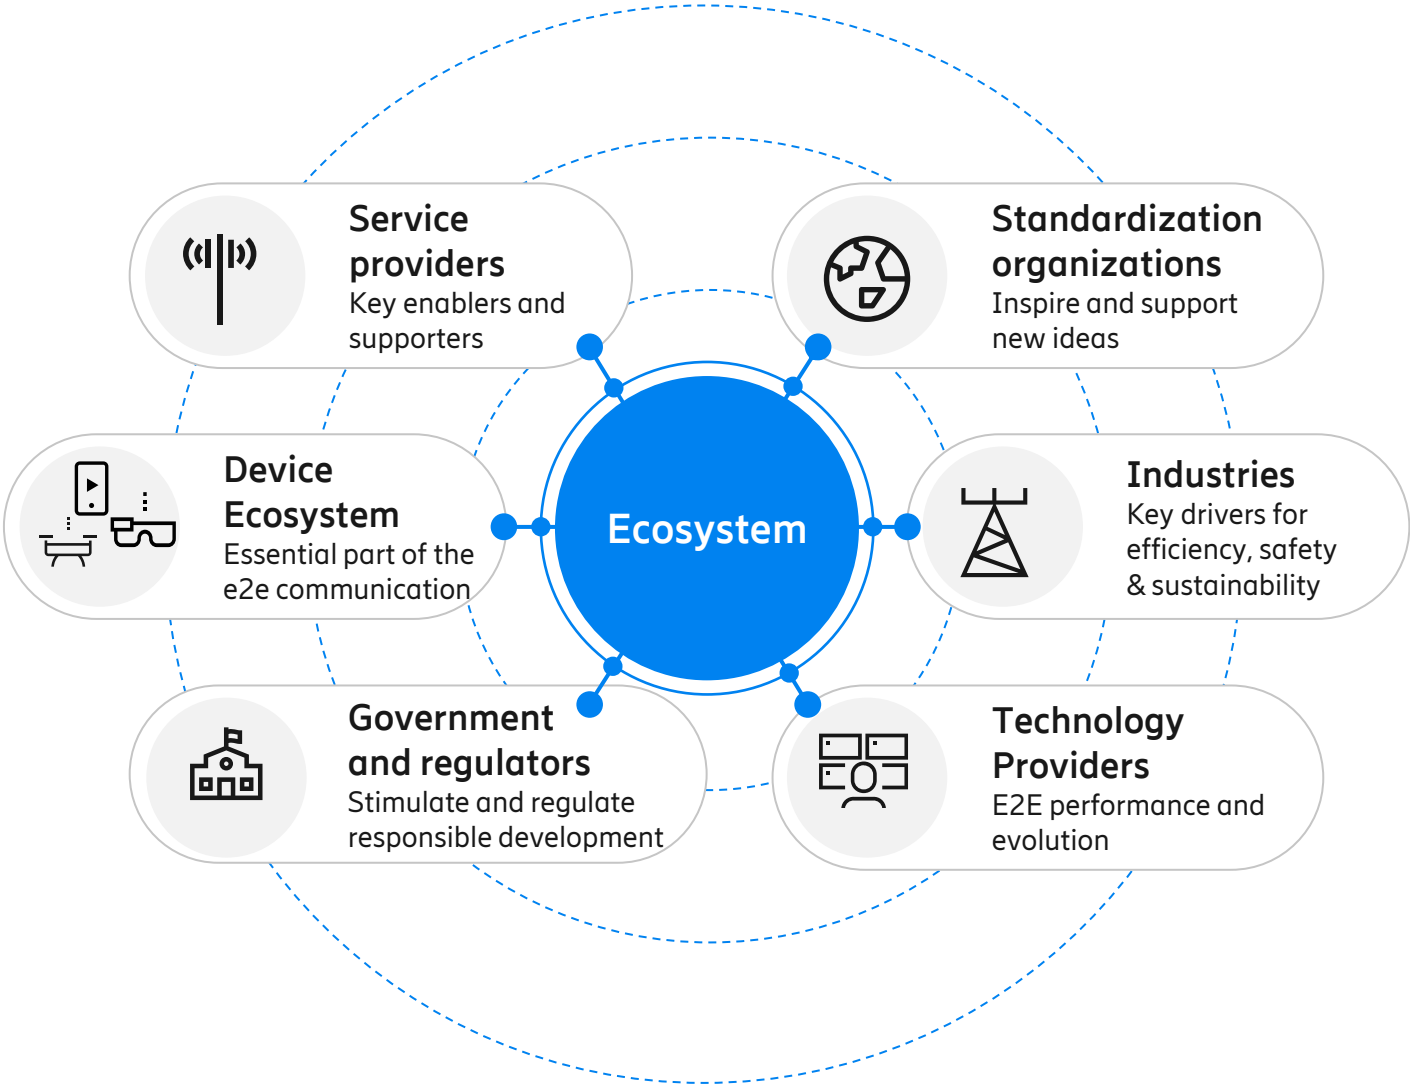 Service
providers
Key enablers and
supporters
Standardization
organizations
Inspire and support
new ideas
Device
Ecosystem
Essential part of the
e2e communication
Ecosystem
Industries
Key drivers for
efficiency, safety
& sustainability
Government
and regulators
Stimulate and regulate
responsible development
Technology
Providers
E2E performance and
evolution